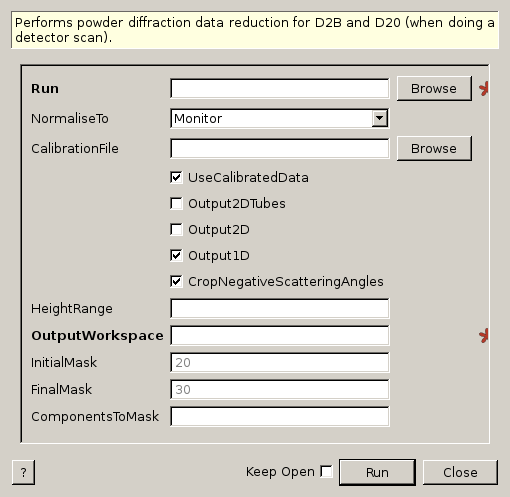 Performs powder diffraction data reduction for D2B and D20 (when doing a
detector scan).
Run Browse
NormaliseTo Monitor
CalibrationFile Browse
UseCalibratedData
Output2DTubes
Output2D
Output1D
CropNegativeScatteringAngles
HeightRange
OutputWorkspace
InitialMask 20
FinalMask 30
ComponentsToMask
? Keep Open Run Close